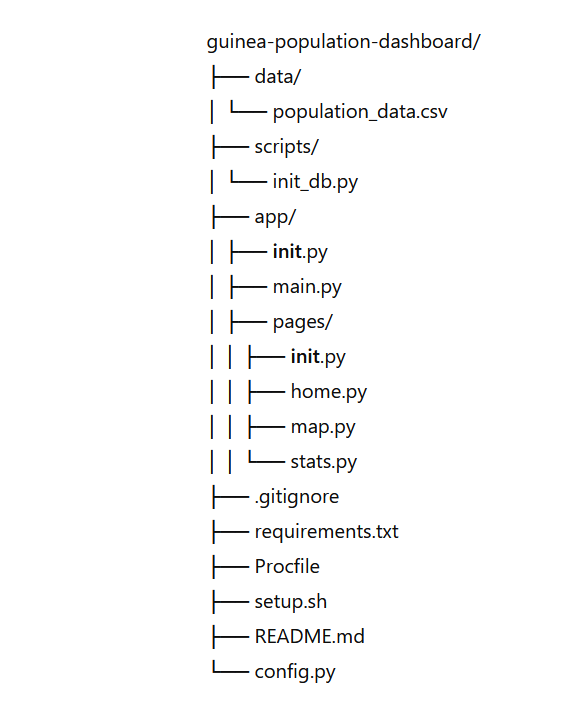 guinea-population-dashboard/
├── data/
│ └── population_data.csv
├── scripts/
│ └── init_db.py
├── app/
│ ├── init.py
│ ├── main.py
│ ├── pages/
│ │ ├── init.py
│ │ ├── home.py
│ │ ├── map.py
│ │ └── stats.py
├── .gitignore
├── requirements.txt
├── Procfile
├── setup.sh
├── README.md
└── config.py